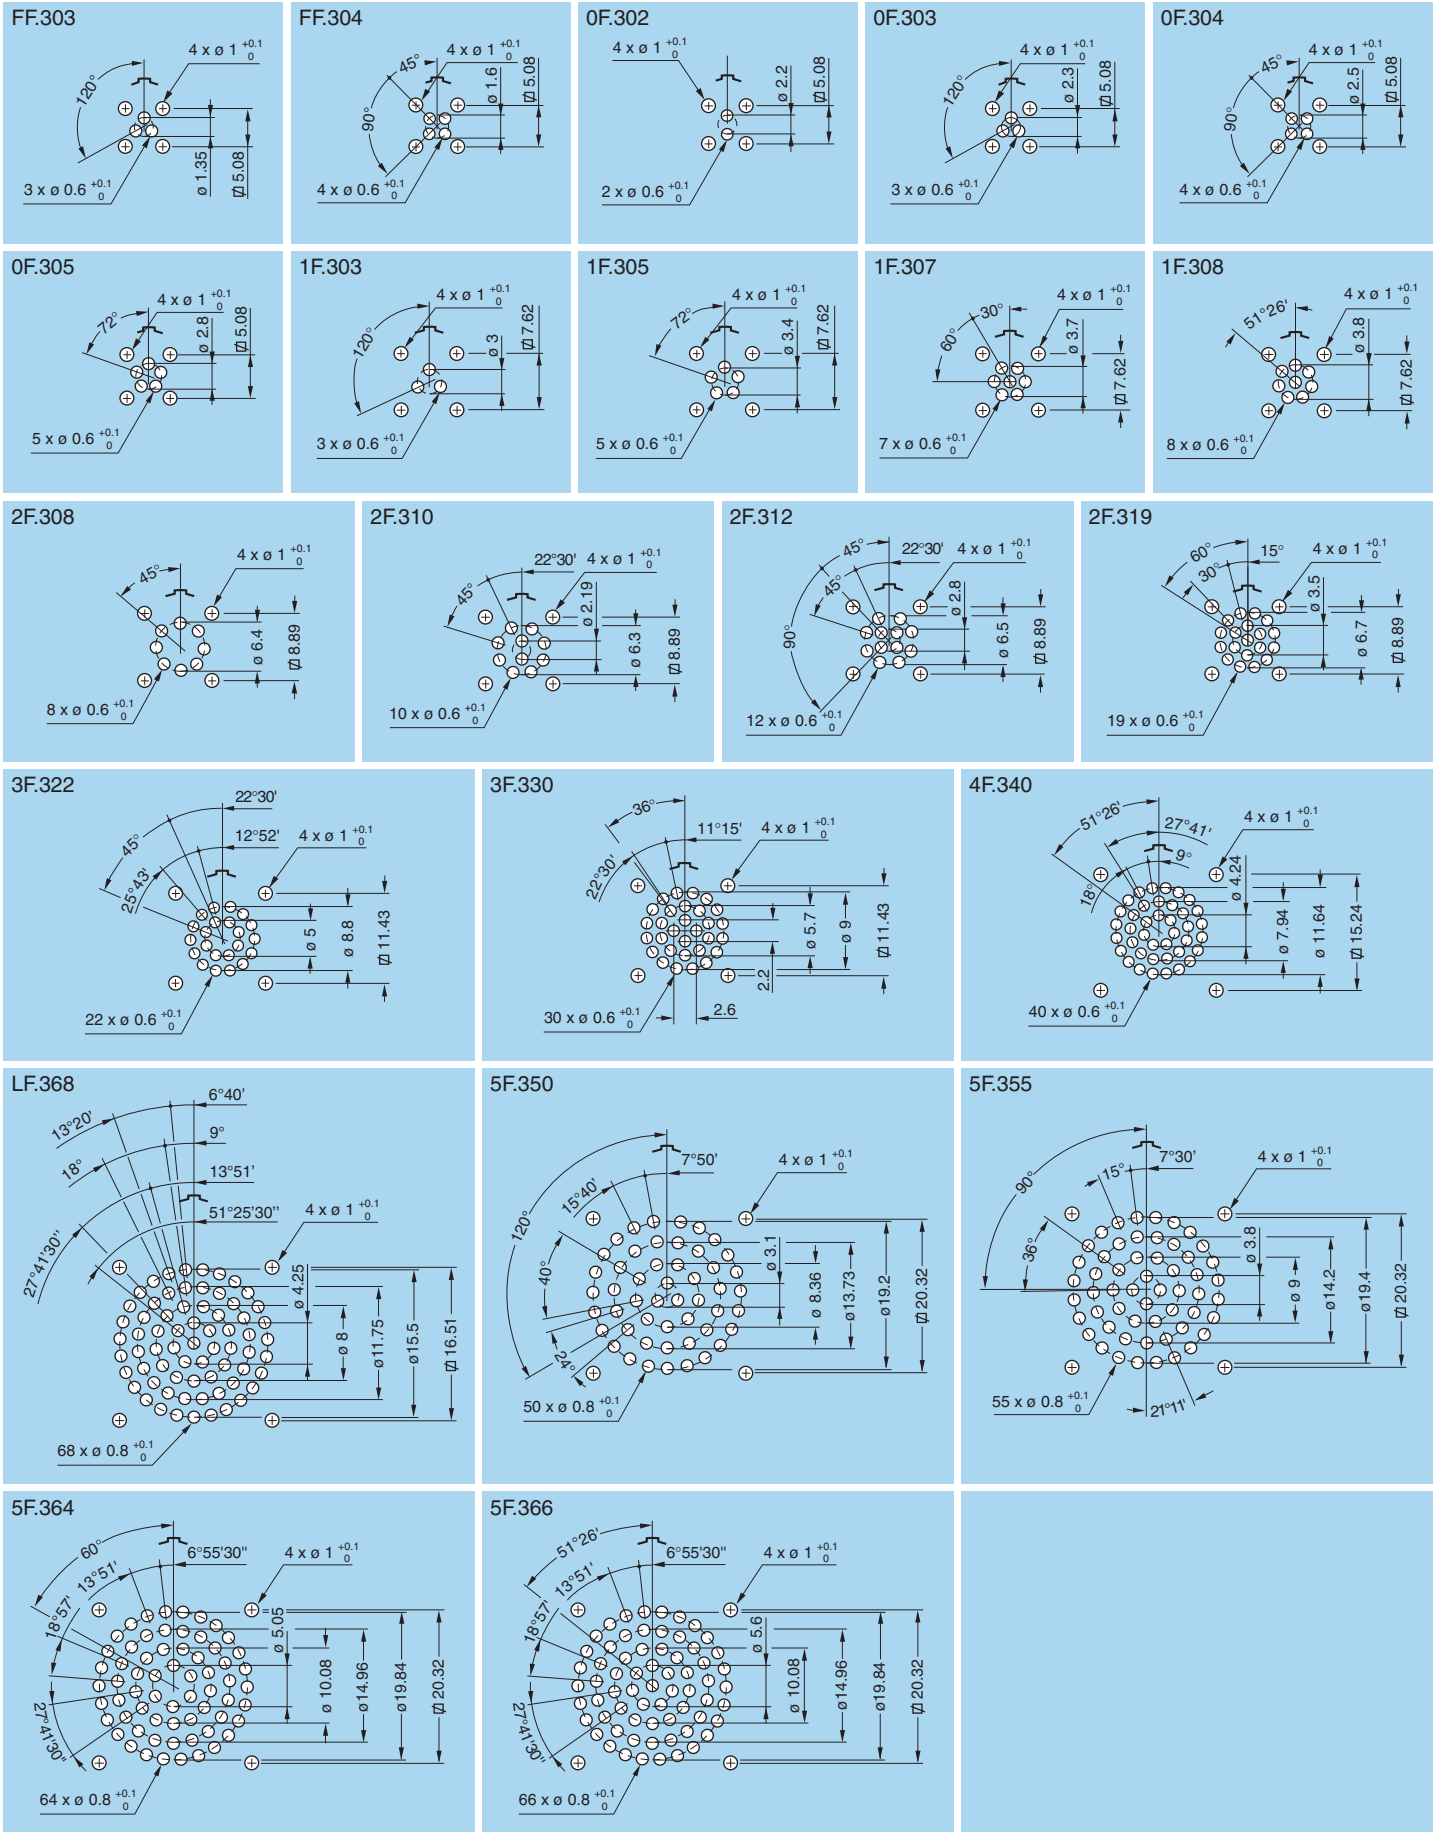 FF.303
120°
4 x ø 1 +0.1 0
3 x ø 0.6 +0.1 0
ø 1.35
5.08
FF.304
45°
90°
4 x ø 1 +0.1 0
ø 1.6
5.08
4 x ø 0.6 +0.1 0
0F.302
4 x ø 1 +0.1 0
ø 2.2
5.08
2 x ø 0.6 +0.1 0
0F.303
120°
4 x ø 1 +0.1 0
ø 2.3
5.08
3 x ø 0.6 +0.1 0
0F.304
45°
90°
4 x ø 1 +0.1 0
ø 2.5
5.08
4 x ø 0.6 +0.1 0
0F.305
72°
4 x ø 1 +0.1 0
ø 2.8
5.08
5 x ø 0.6 +0.1 0
1F.303
120°
4 x ø 1 +0.1 0
ø 3
7.62
3 x ø 0.6 +0.1 0
1F.305
72°
4 x ø 1 +0.1 0
ø 3.4
7.62
5 x ø 0.6 +0.1 0
1F.307
30°
60°
4 x ø 1 +0.1 0
ø 3.7
7.62
7 x ø 0.6 +0.1 0
1F.308
51°26'
4 x ø 1 +0.1 0
ø 3.8
7.62
8 x ø 0.6 +0.1 0
2F.308
45°
4 x ø 1 +0.1 0
ø 6.4
8.89
8 x ø 0.6 +0.1 0
2F.310
22°30'
45°
4 x ø 1 +0.1 0
ø 2.19
ø 6.3
8.89
10 x ø 0.6 +0.1 0
2F.312
45°
22°30'
45°
90°
4 x ø 1 +0.1 0
ø 2.8
ø 6.5
8.89
12 x ø 0.6 +0.1 0
2F.319
60°
15°
30°
4 x ø 1 +0.1 0
ø 3.5
ø 6.7
8.89
19 x ø 0.6 +0.1 0
3F.322
22°30'
45°
12°52'
25°43'
4 x ø 1 +0.1 0
ø 5
ø 8.8
11.43
22 x ø 0.6 +0.1 0
3F.330
36°
11°15'
22°30'
4 x ø 1 +0.1 0
ø 5.7
ø 9
11.43
2.2
2.6
30 x ø 0.6 +0.1 0
4F.340
51°26'
27°41'
9°
18°
4 x ø 1 +0.1 0
ø 4.24
ø 7.94
ø 11.64
15.24
40 x ø 0.6 +0.1 0
LF.368
6°40'
13°20'
9°
18°
13°51'
51°25'30"
27°41'30"
4 x ø 1 +0.1 0
ø 4.25
ø 8
ø11.75
ø15.5
16.51
68 x ø 0.8 +0.1 0
5F.350
7°50'
15°40'
120°
40°
24°
4 x ø 1 +0.1 0
ø 3.1
ø 8.36
ø13.73
ø19.2
20.32
50 x ø 0.8 +0.1 0
5F.355
90°
15°
7°30'
36°
4 x ø 1 +0.1 0
ø 3.8
ø 9
ø14.2
ø19.4
20.32
21°11'
55 x ø 0.8 +0.1 0
5F.364
60°
13°51'
6°55'30"
18°57'
27°41'30"
4 x ø 1 +0.1 0
ø 5.05
ø 10.08
ø14.96
ø19.84
20.32
64 x ø 0.8 +0.1 0
5F.366
51°26'
13°51'
6°55'30"
18°57'
27°41'30"
4 x ø 1 +0.1 0
ø 5.6
ø 10.08
ø14.96
ø19.84
20.32
66 x ø 0.8 +0.1 0